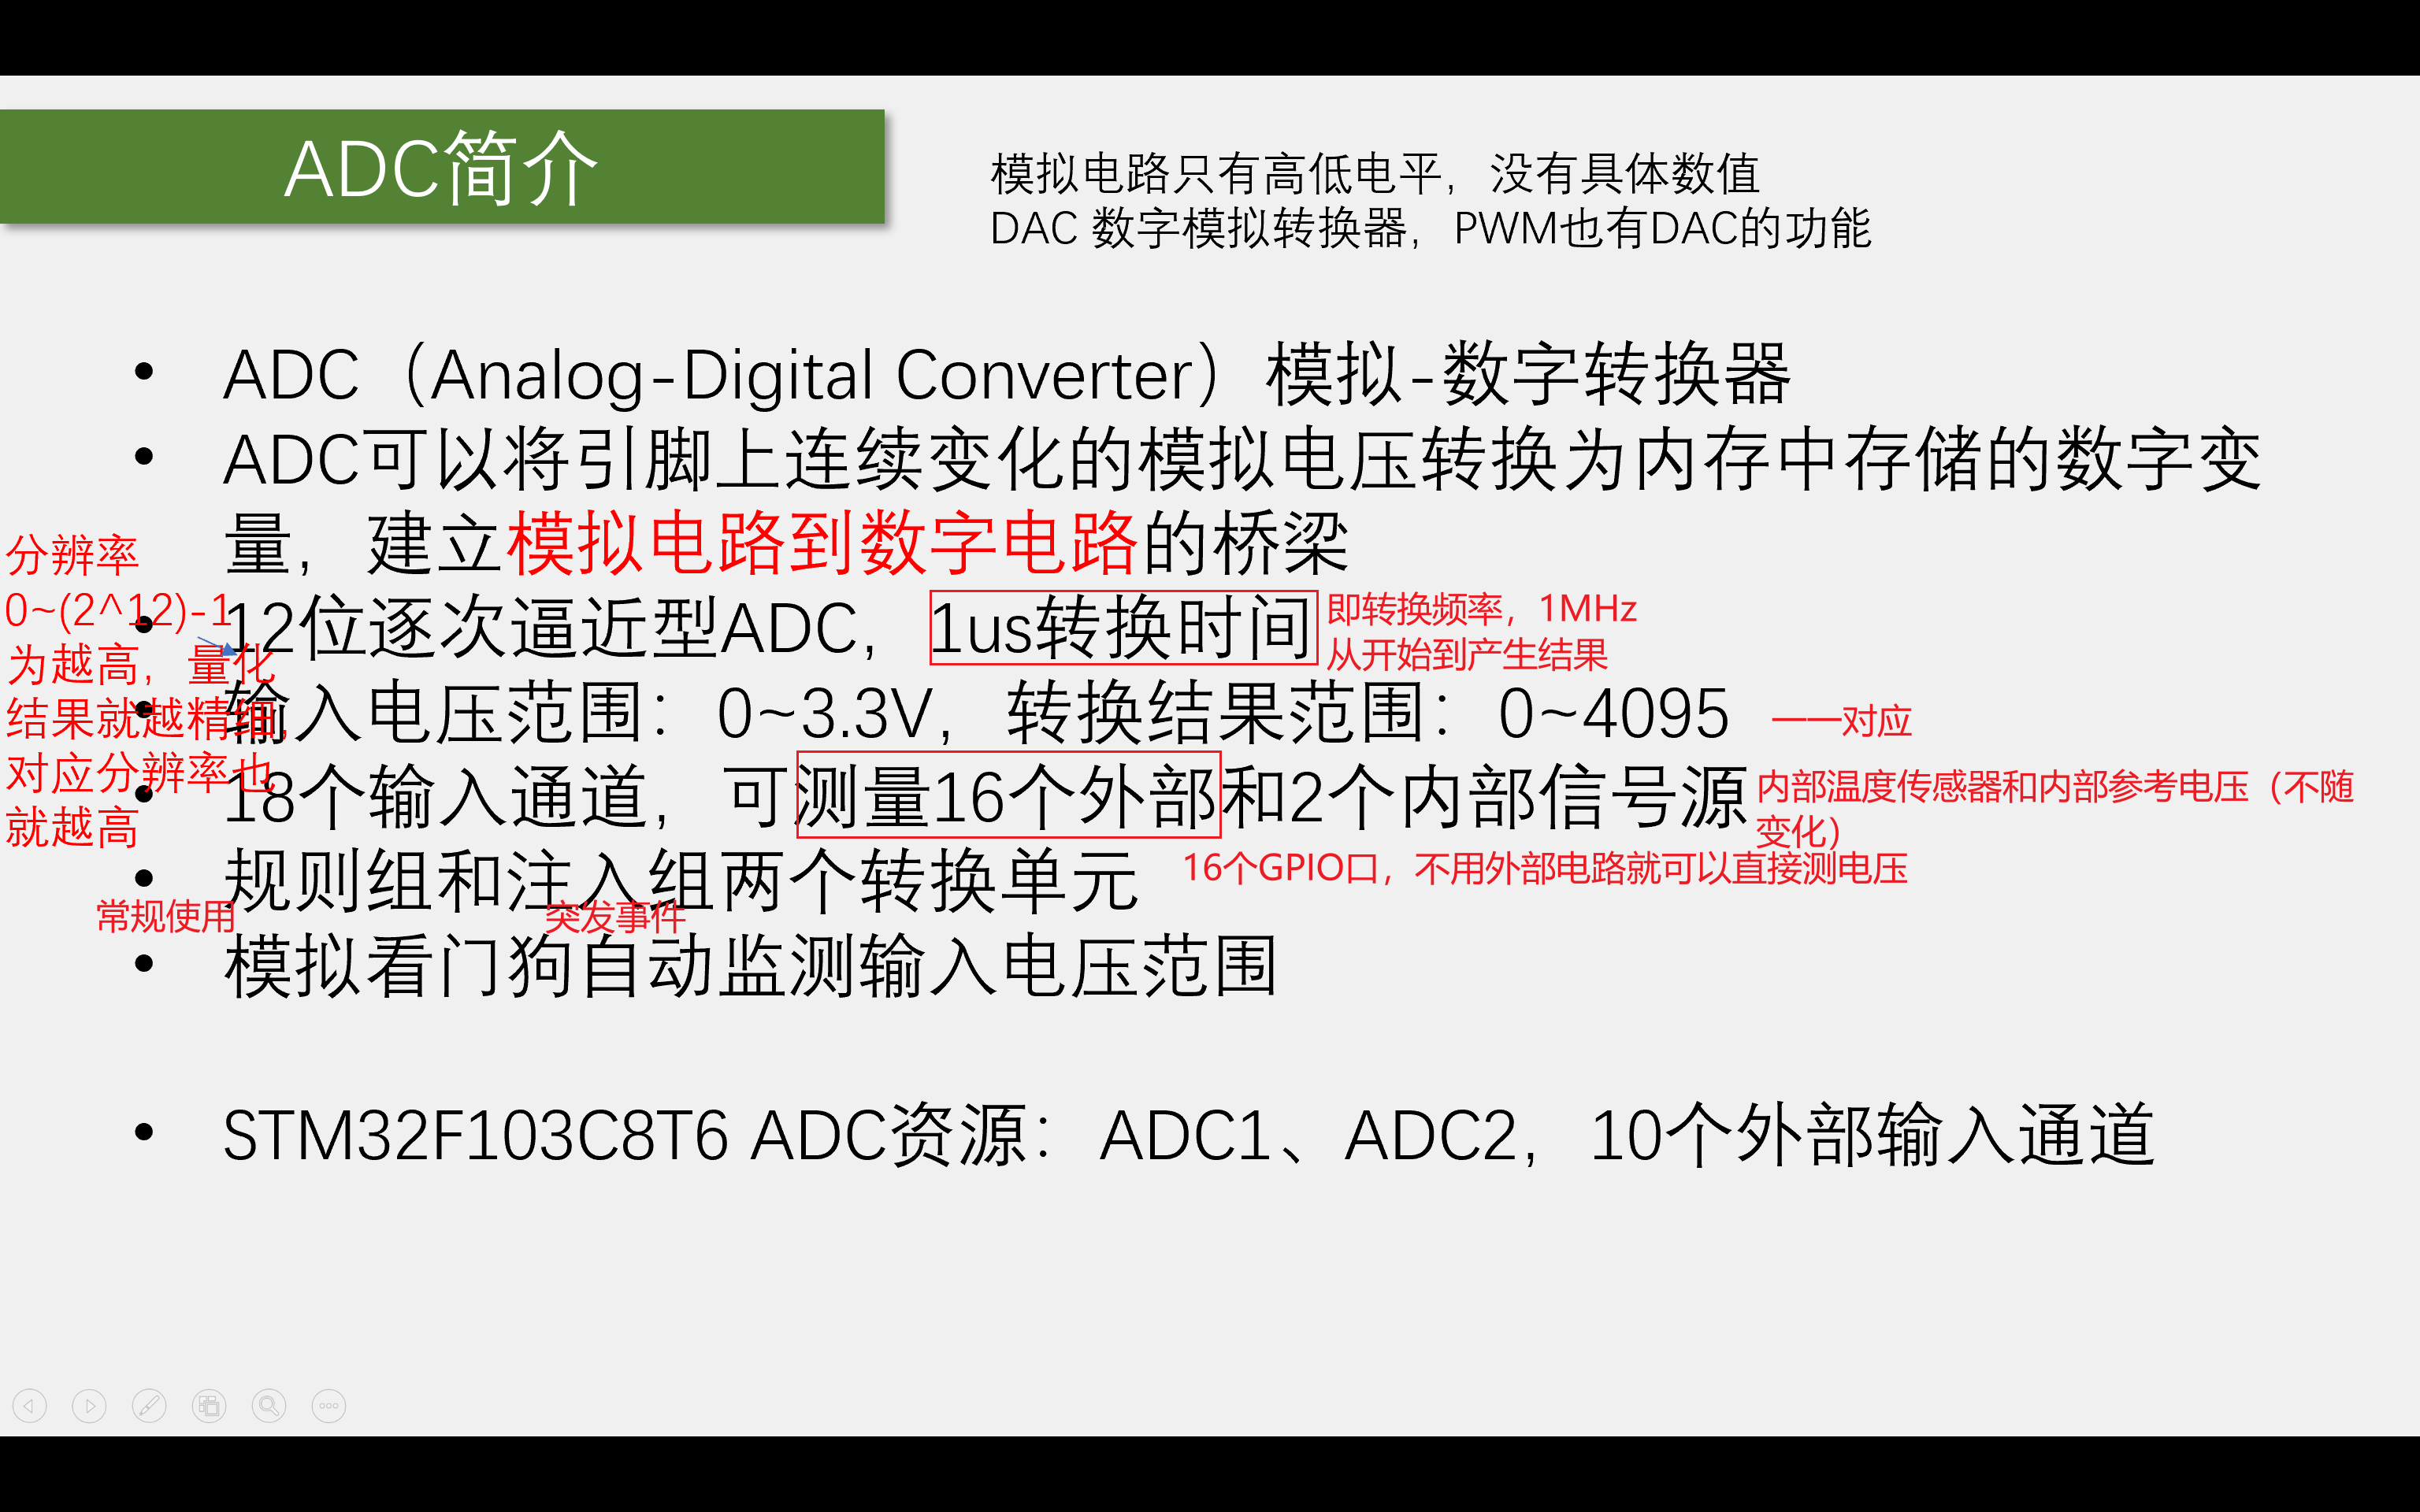 ADC简介
模拟电路只有高低电平，没有具体数值
DAC 数字模拟转换器，PWM也有DAC的功能
• ADC（Analog-Digital Converter）模拟-数字转换器
• ADC可以将引脚上连续变化的模拟电压转换为内存中存储的数字变
量，建立模拟电路到数字电路的桥梁
• 12位逐次逼近型ADC，1us转换时间
即转换频率，1MHz
从开始到产生结果
• 输入电压范围：0~3.3V，转换结果范围：0~4095
一一对应
• 18个输入通道，可测量16个外部和2个内部信号源
内部温度传感器和内部参考电压（不随
变化）
• 规则组和注入组两个转换单元
16个GPIO口，不用外部电路就可以直接测电压
常规使用
突发事件
• 模拟看门狗自动监测输入电压范围
• STM32F103C8T6 ADC资源：ADC1、ADC2，10个外部输入通道
分辨率
0~(2^12)-1
为越高，量化
结果就越精细，
对应分辨率也
就越高